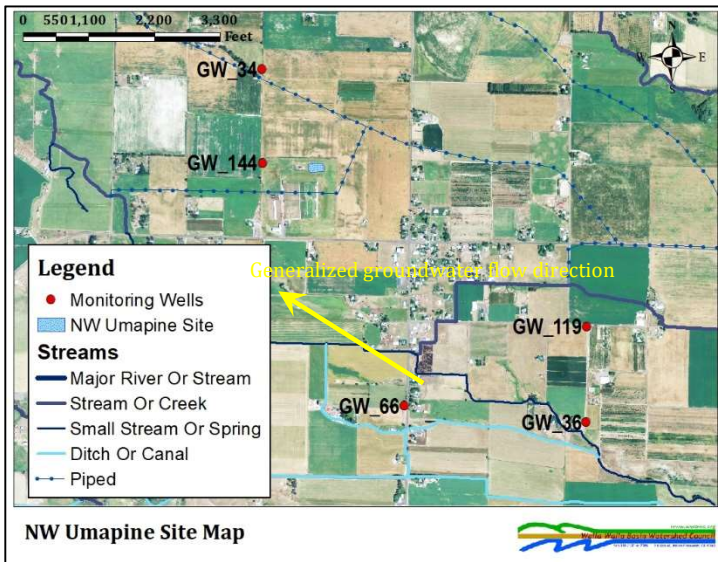 0 550 1,100 2,200 3,300
Feet
N
W E
S
GW_34
GW_144
Generalized groundwater flow direction
GW_119
GW_66
GW_36
Legend
Monitoring Wells
NW Umapine Site
Streams
Major River Or Stream
Stream Or Creek
Small Stream Or Spring
Ditch Or Canal
Piped
NW Umapine Site Map
Walla Walla Basin Watershed Council